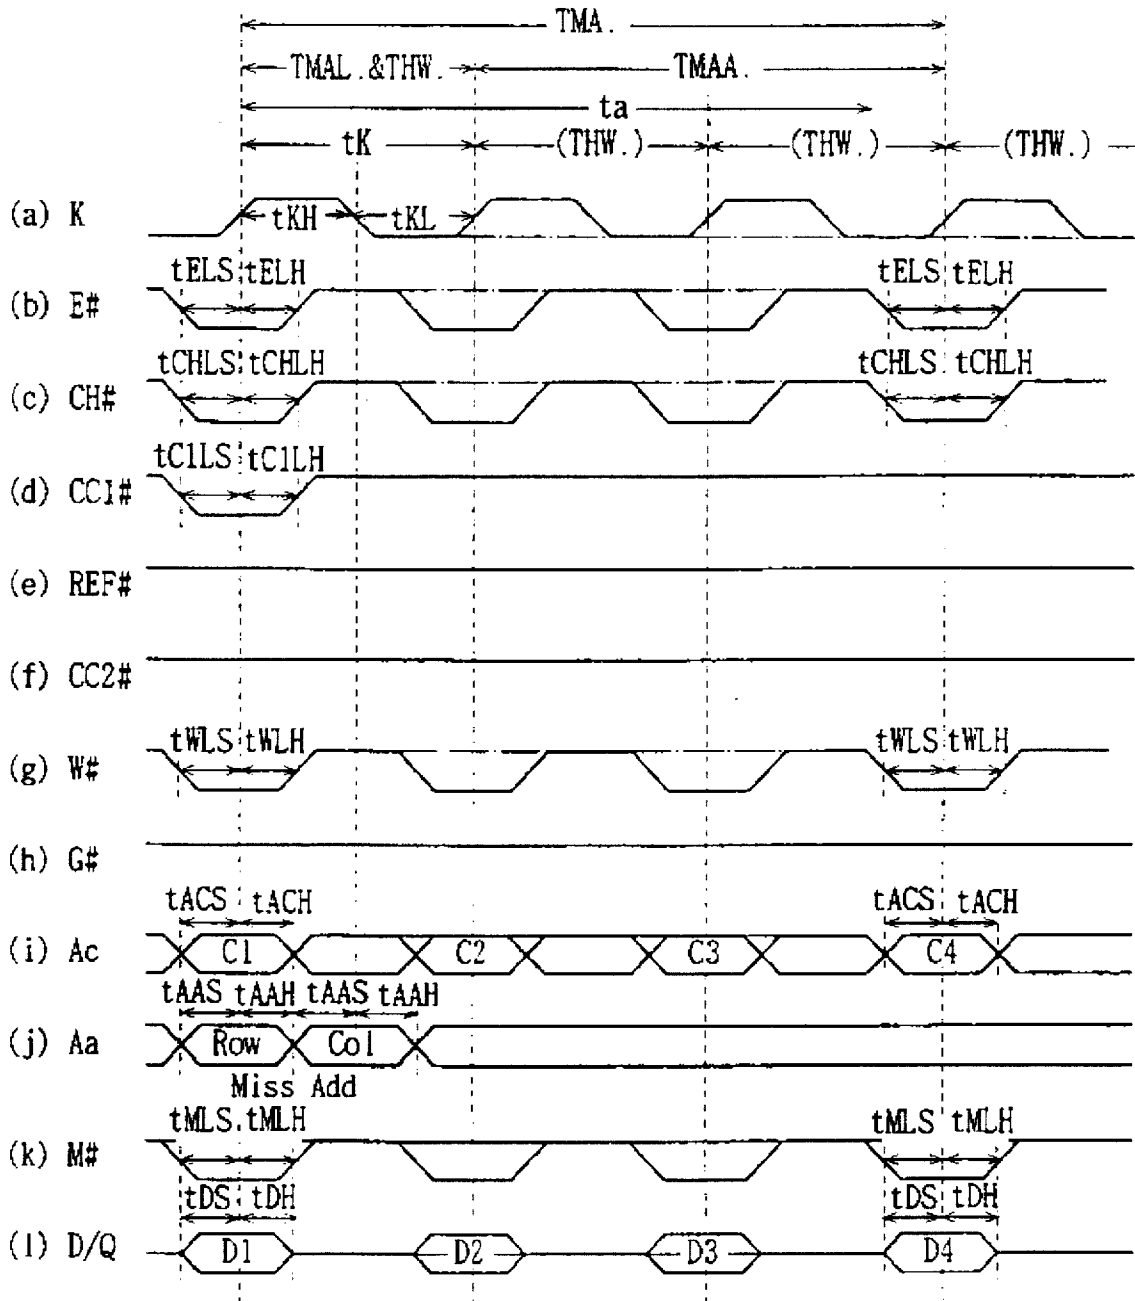 TMA.
TMAL.&THW. TMAA.
ta
tK (THW.) (THW.) (THW.)
(a) K tKH tKL
tELS tELH tELS tELH
(b) E#
tCHLS tCHLH tCHLS tCHLH
(c) CH#
tC1LS tC1LH
(d) CC1#
(e) REF#
(f) CC2#
tWLS tWLH tWLS tWLH
(g) W#
(h) G#
tACS tACH tACS tACH
(i) Ac C1 C2 C3 C4
tAAS tAAH tAAS tAAH
(j) Aa Row Col
Miss Add
tMLS tMLH tMLS tMLH
(k) M#
tDS tDH tDS tDH
(l) D/Q D1 D2 D3 D4